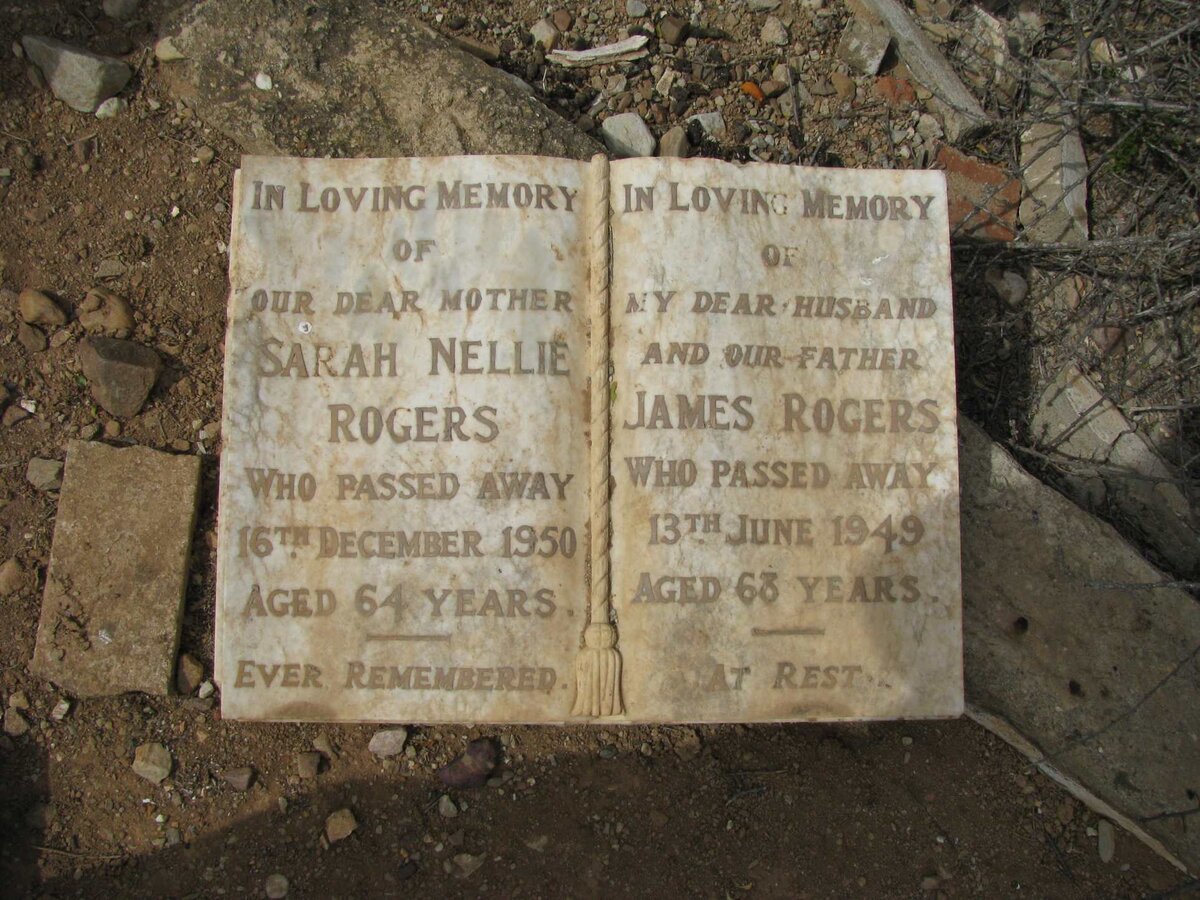 IN LOVING MEMORY
OF
OUR DEAR MOTHER
SARAH NELLIE
ROGERS
WHO PASSED AWAY
16TH DECEMBER 1950
AGED 64 YEARS.
EVER REMEMBERED.
IN LOVING MEMORY
OF
MY DEAR HUSBAND
AND OUR FATHER
JAMES ROGERS
WHO PASSED AWAY
13TH JUNE 1949
AGED 68 YEARS.
AT REST.